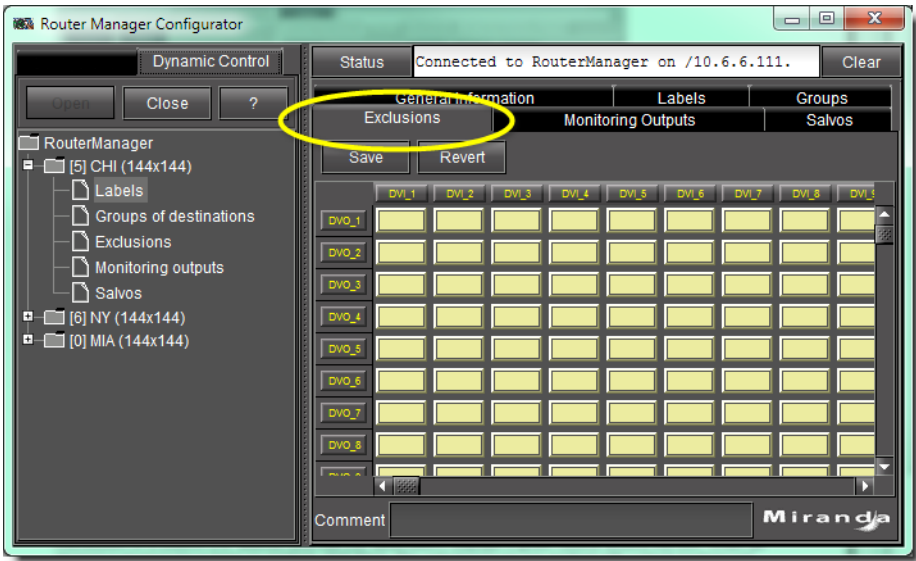 Router Manager Configurator
Dynamic Control
Open Close ?
RouterManager
[5] CHI (144x144)
Labels
Groups of destinations
Exclusions
Monitoring outputs
Salvos
[6] NY (144x144)
[0] MIA (144x144)
Status Connected to RouterManager on /10.6.6.111. Clear
General Information Labels Groups
Exclusions Monitoring Outputs Salvos
Save Revert
DVI_1 DVI_2 DVI_3 DVI_4 DVI_5 DVI_6 DVI_7 DVI_8 DVI_9
DVO_1
DVO_2
DVO_3
DVO_4
DVO_5
DVO_6
DVO_7
DVO_8
Comment
Miranda